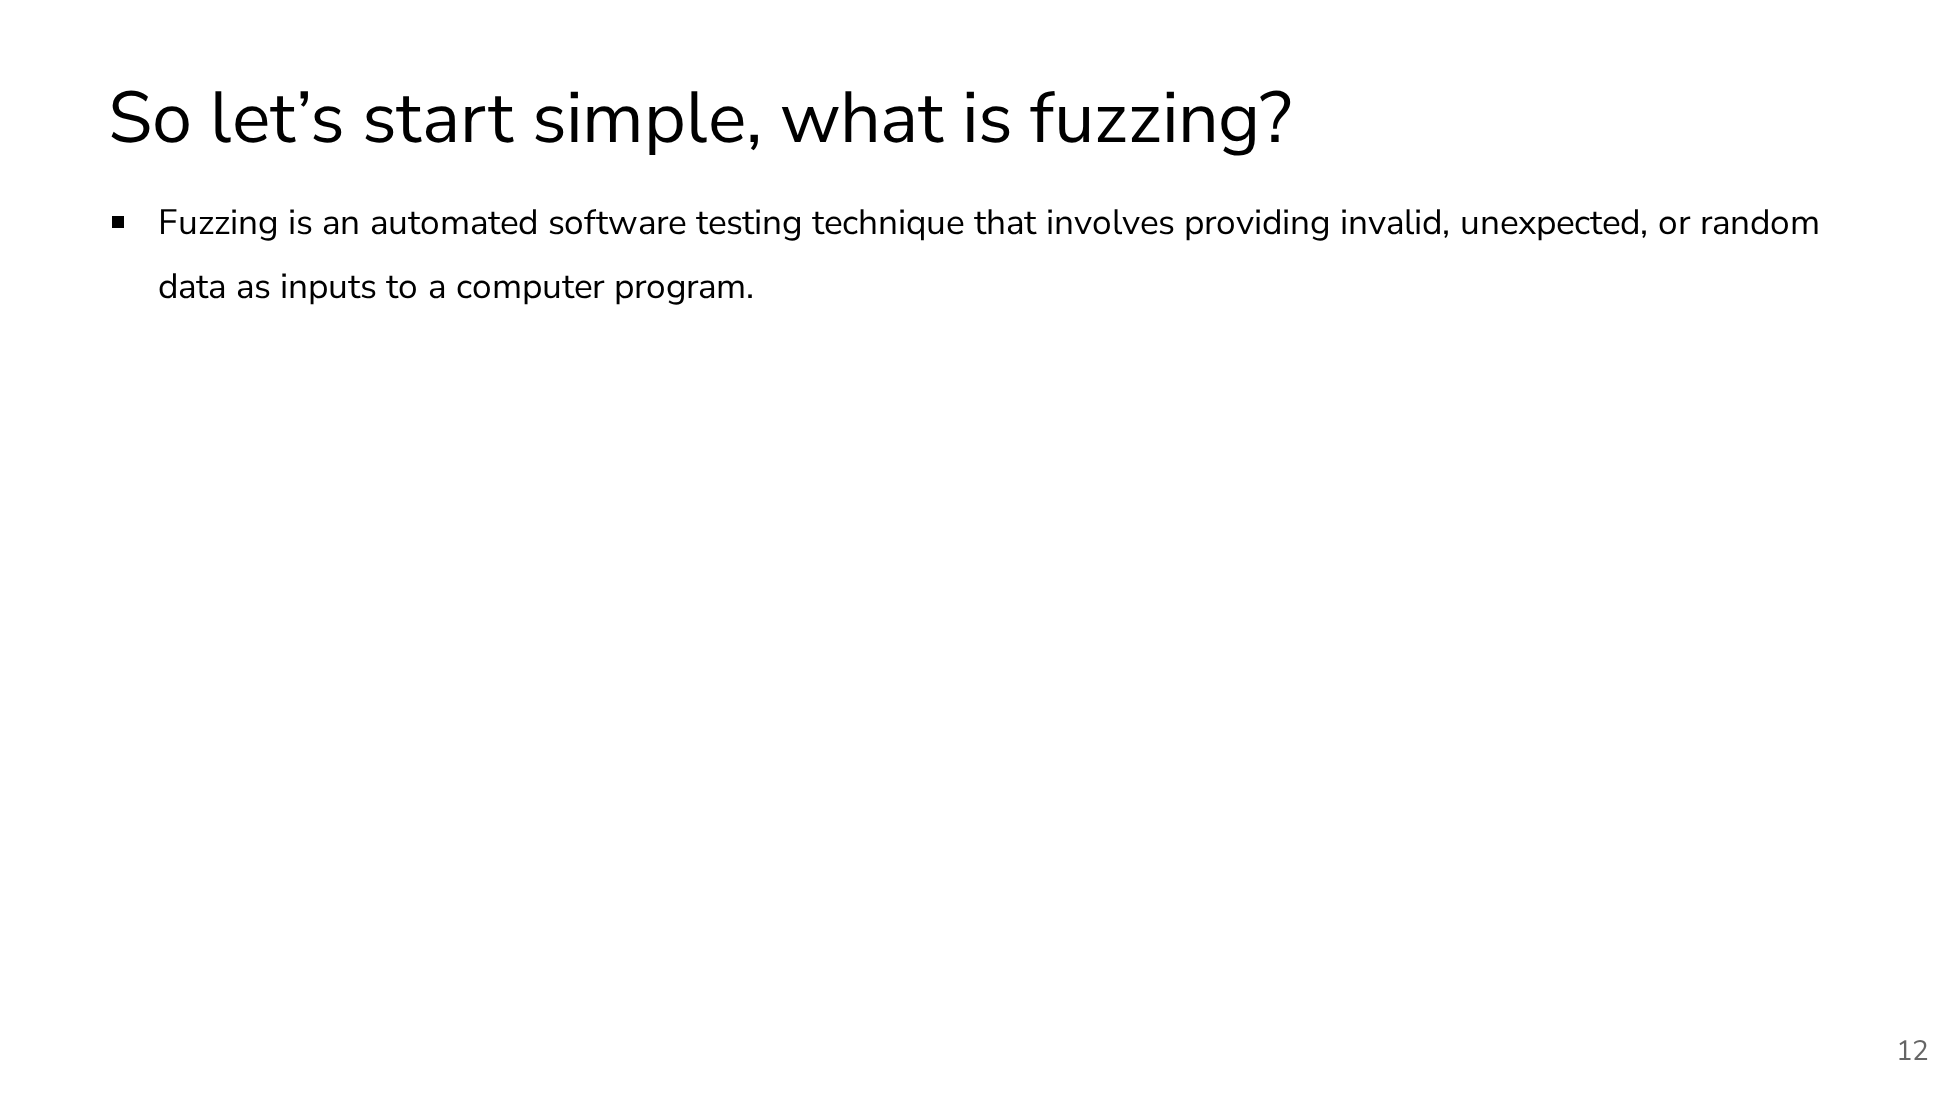 So let’s start simple, what is fuzzing?
▪ Fuzzing is an automated software testing technique that involves providing invalid, unexpected, or random
data as inputs to a computer program.
12